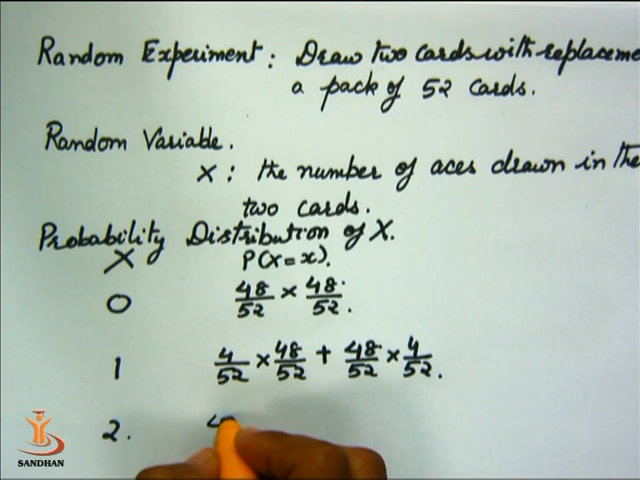 Random Experiment: Draw two cards with replaceme
a pack of 52 cards.
Random Variable.
X: the number of aces drawn in the
two cards.
Probability Distribution of X.
X P(X=x).
0 48/52 × 48/52.
1 4/52 × 48/52 + 48/52 × 4/52.
2.
SANDHAN